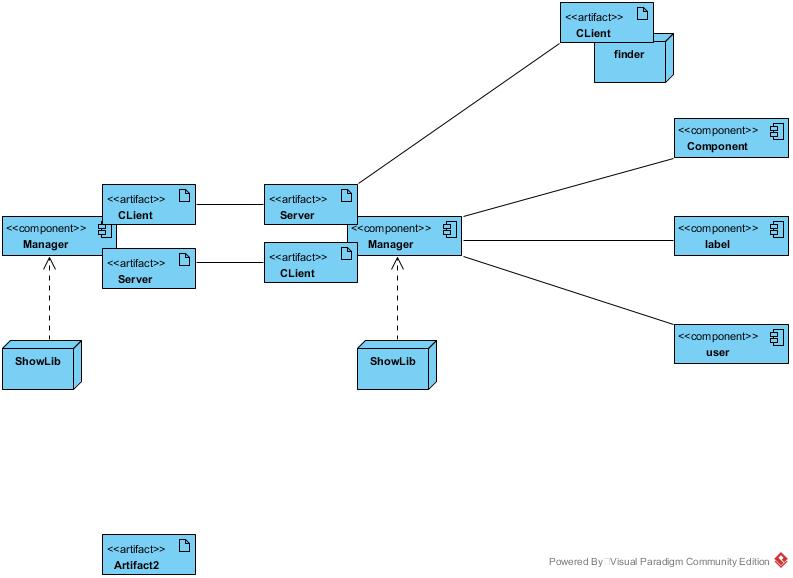 <<artifact>>
CLient
finder
<<component>>
Component
<<artifact>>
CLient
<<artifact>>
Server
<<component>>
Manager
<<component>>
Manager
<<component>>
label
<<artifact>>
Server
<<artifact>>
CLient
<<component>>
user
ShowLib
ShowLib
<<artifact>>
Artifact2
Powered By Visual Paradigm Community Edition